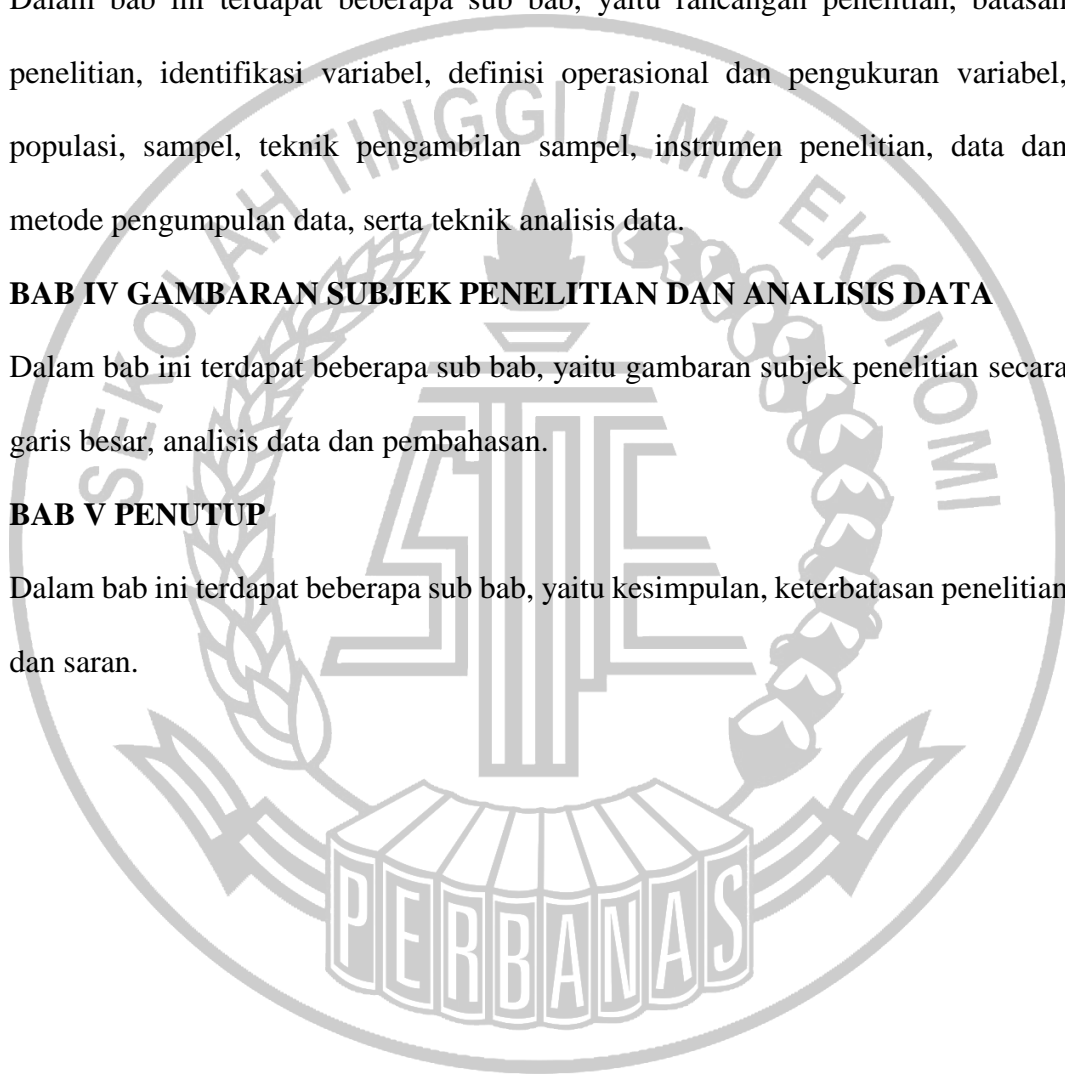 Dalam bab ini terdapat beberapa sub bab, yaitu rancangan penelitian, batasan
penelitian, identifikasi variabel, definisi operasional dan pengukuran variabel,
populasi, sampel, teknik pengambilan sampel, instrumen penelitian, data dan
metode pengumpulan data, serta teknik analisis data.
BAB IV GAMBARAN SUBJEK PENELITIAN DAN ANALISIS DATA
Dalam bab ini terdapat beberapa sub bab, yaitu gambaran subjek penelitian secara
garis besar, analisis data dan pembahasan.
BAB V PENUTUP
Dalam bab ini terdapat beberapa sub bab, yaitu kesimpulan, keterbatasan penelitian
dan saran.
SEKOLAH TINGGI ILMU EKONOMI
PERBANAS